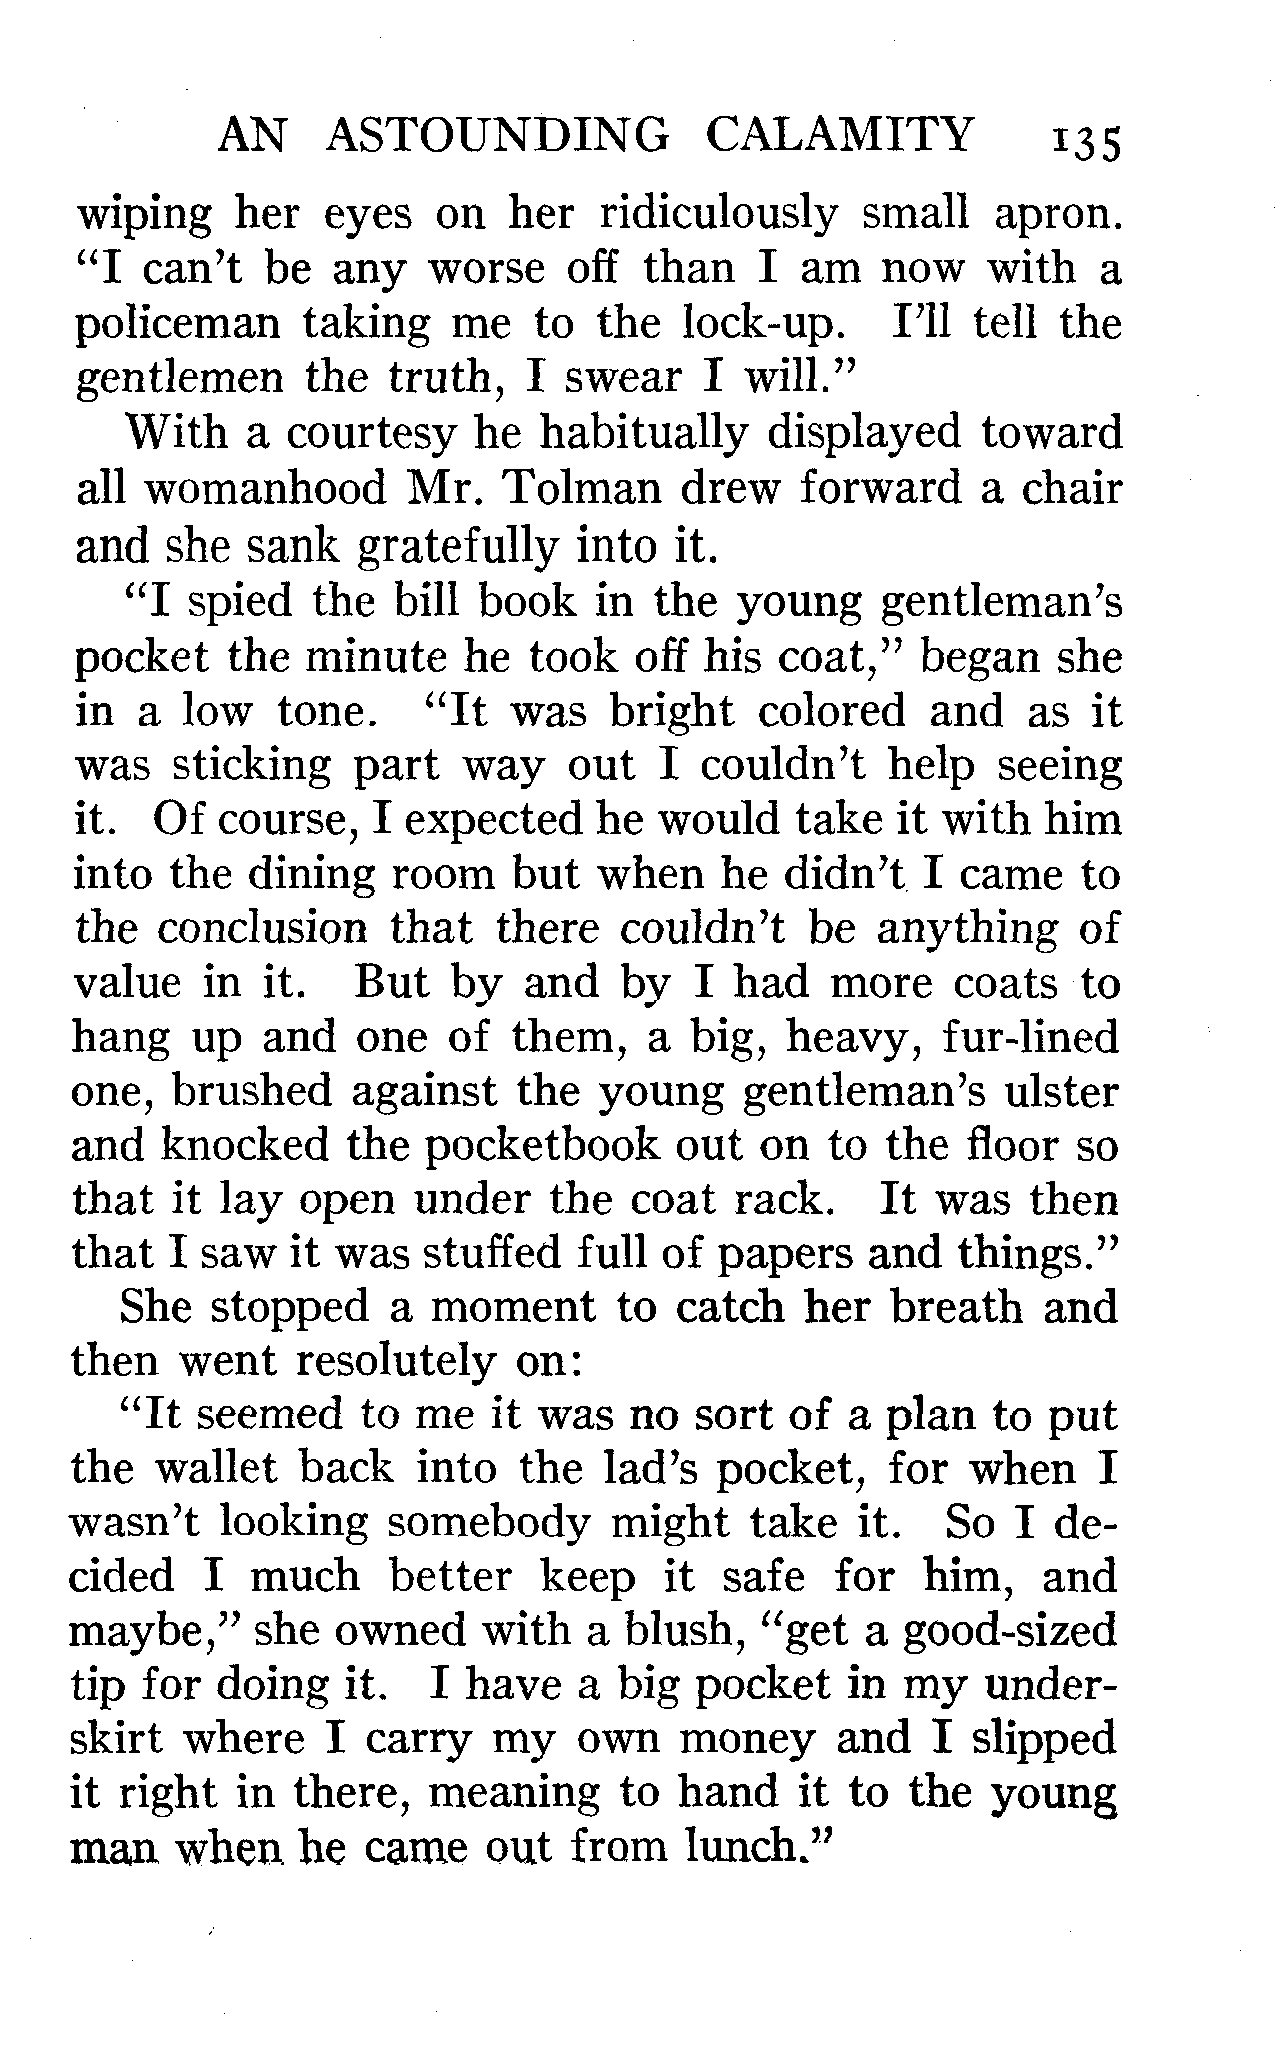 AN ASTOUNDING CALAMITY 135
wiping her eyes on her ridiculously small apron.
“I can’t be any worse off than I am now with a
policeman taking me to the lock-up. I’ll tell the
gentlemen the truth, I swear I will.”
With a courtesy he habitually displayed toward
all womanhood Mr. Tolman drew forward a chair
and she sank gratefully into it.
“I spied the bill book in the young gentleman’s
pocket the minute he took off his coat,” began she
in a low tone. “It was bright colored and as it
was sticking part way out I couldn’t help seeing
it. Of course, I expected he would take it with him
into the dining room but when he didn’t I came to
the conclusion that there couldn’t be anything of
value in it. But by and by I had more coats to
hang up and one of them, a big, heavy, fur-lined
one, brushed against the young gentleman’s ulster
and knocked the pocketbook out on to the floor so
that it lay open under the coat rack. It was then
that I saw it was stuffed full of papers and things.”
She stopped a moment to catch her breath and
then went resolutely on:
“It seemed to me it was no sort of a plan to put
the wallet back into the lad’s pocket, for when I
wasn’t looking somebody might take it. So I de-
cided I much better keep it safe for him, and
maybe,” she owned with a blush, “get a good-sized
tip for doing it. I have a big pocket in my under-
skirt where I carry my own money and I slipped
it right in there, meaning to hand it to the young
man when he came out from lunch.”